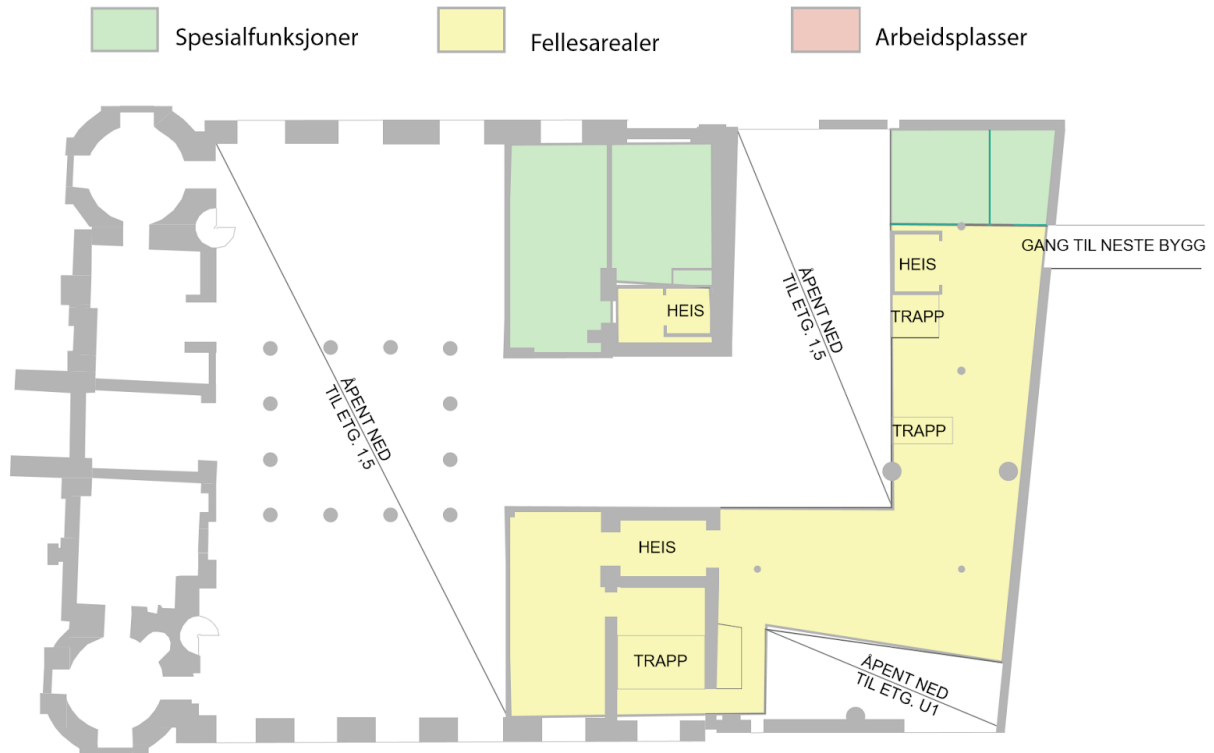 Spesialfunksjoner
Fellesarealer
Arbeidsplasser
GANG TIL NESTE BYGG
HEIS
HEIS
TRAPP
ÅPENT NED
TIL ETG. 1,5
ÅPENT NED
TIL ETG. 1,5
TRAPP
HEIS
TRAPP
ÅPENT NED
TIL ETG. U1